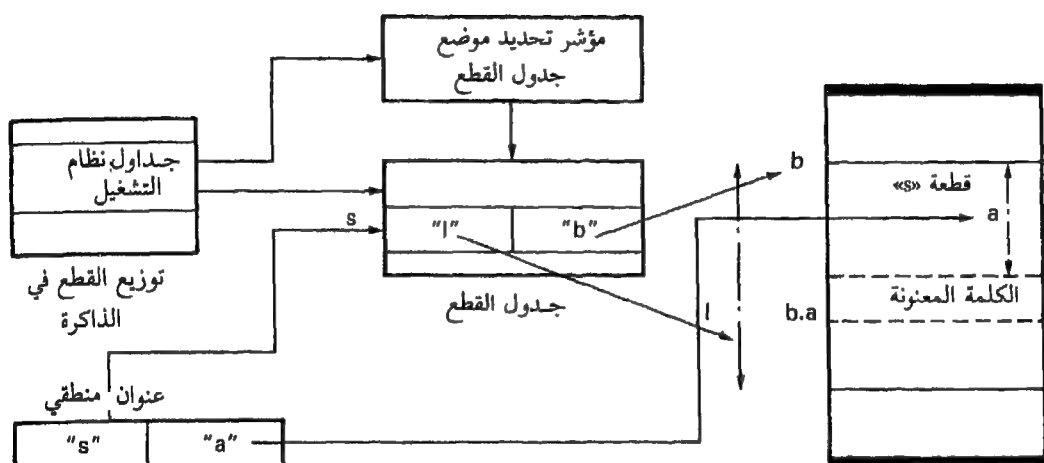 مؤشر تحديد موضع
جدول القطع
جداول نظام
التشغيل
توزيع القطع في
الذاكرة
s
"l"
"b"
جدول القطع
b
l
b.a
قطعة «s»
a
الكلمة المعنونة
عنوان منطقي
"s"
"a"